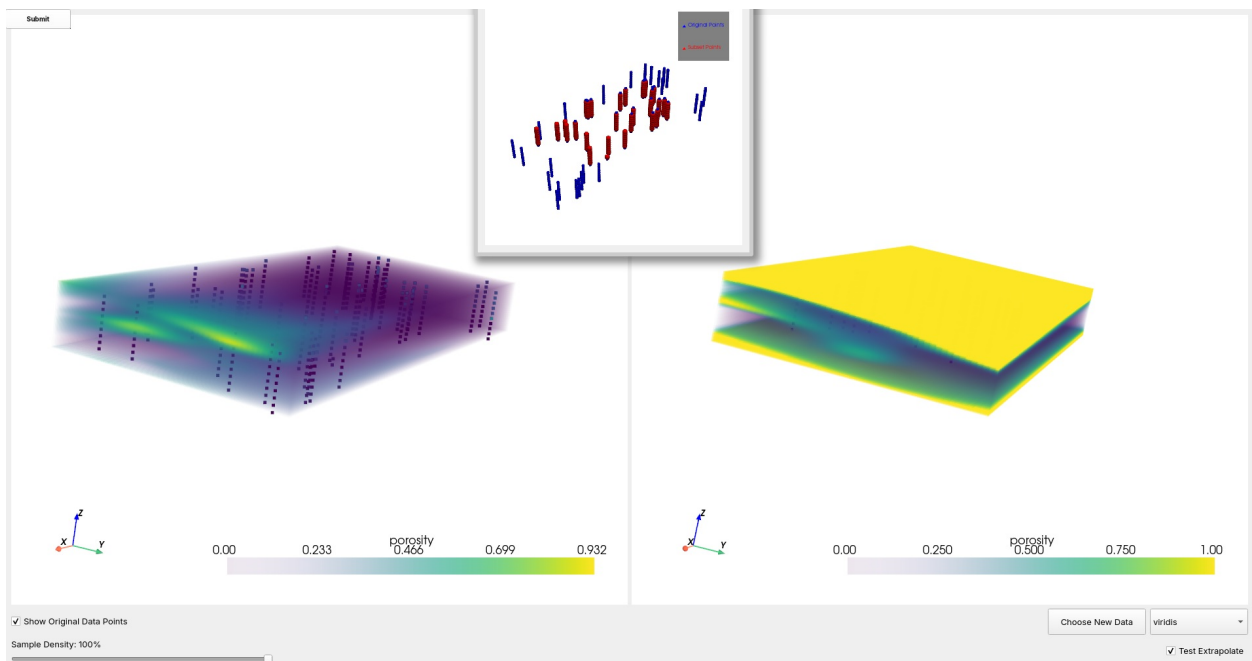 Submit
Original Points
Subset Points
Z
X
Y
porosity
0.00 0.233 0.466 0.699 0.932
Z
X
Y
porosity
0.00 0.250 0.500 0.750 1.00
Show Original Data Points
Choose New Data
viridis
Sample Density: 100%
Test Extrapolate